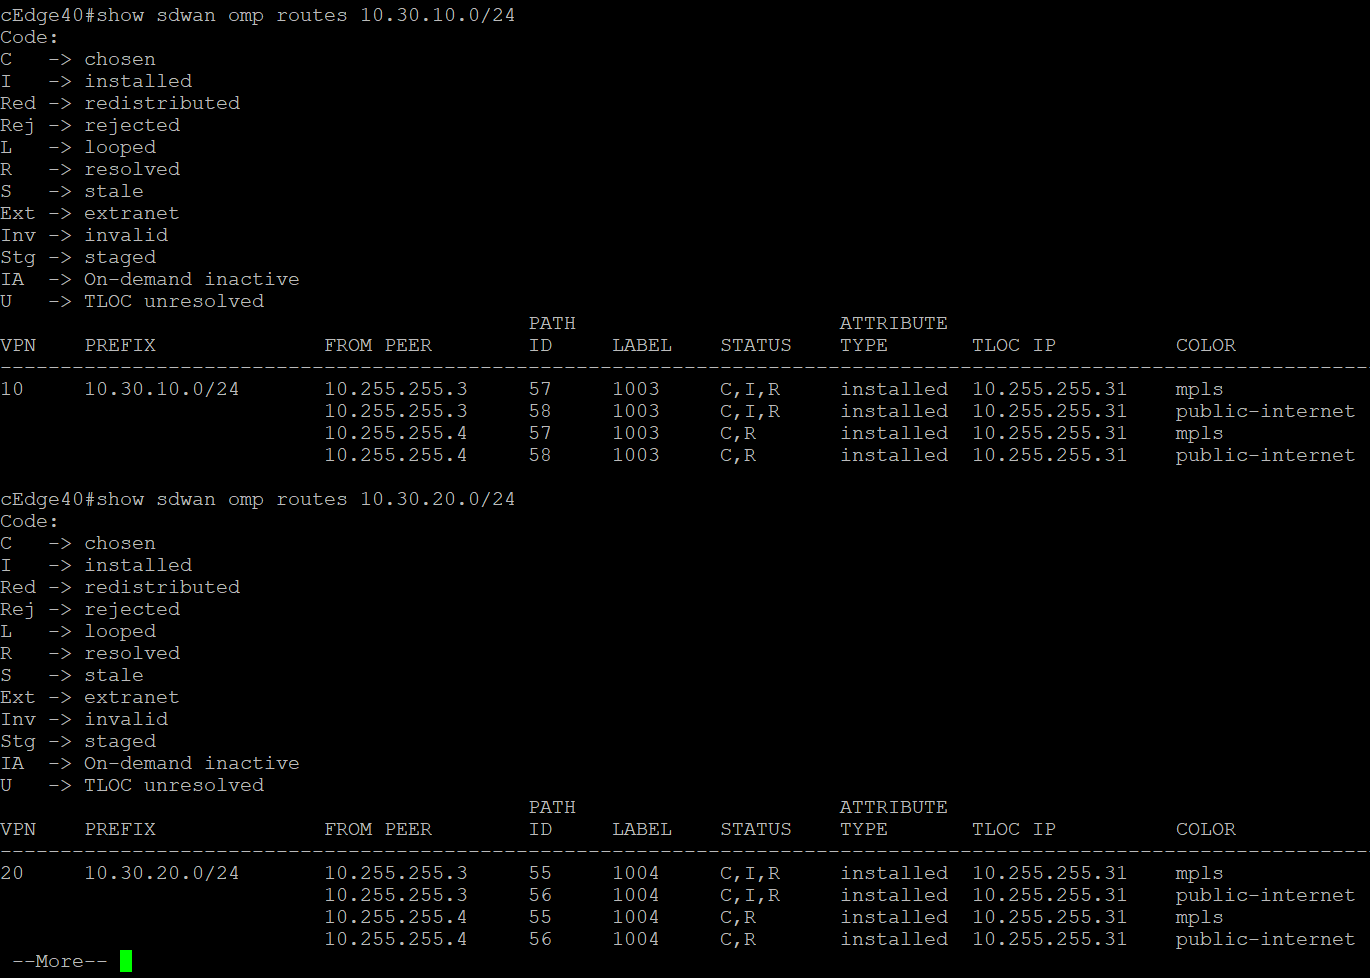 cEdge40#show sdwan omp routes 10.30.10.0/24
Code:
C   -> chosen
I   -> installed
Red -> redistributed
Rej -> rejected
L   -> looped
R   -> resolved
S   -> stale
Ext -> extranet
Inv -> invalid
Stg -> staged
IA  -> On-demand inactive
U   -> TLOC unresolved
                                            PATH                      ATTRIBUTE
VPN    PREFIX              FROM PEER        ID     LABEL    STATUS    TYPE       TLOC IP          COLOR
------------------------------------------------------------------------------------------------------------------
10     10.30.10.0/24       10.255.255.3     57     1003     C,I,R     installed  10.255.255.31    mpls
                           10.255.255.3     58     1003     C,I,R     installed  10.255.255.31    public-internet
                           10.255.255.4     57     1003     C,R       installed  10.255.255.31    mpls
                           10.255.255.4     58     1003     C,R       installed  10.255.255.31    public-internet

cEdge40#show sdwan omp routes 10.30.20.0/24
Code:
C   -> chosen
I   -> installed
Red -> redistributed
Rej -> rejected
L   -> looped
R   -> resolved
S   -> stale
Ext -> extranet
Inv -> invalid
Stg -> staged
IA  -> On-demand inactive
U   -> TLOC unresolved
                                            PATH                      ATTRIBUTE
VPN    PREFIX              FROM PEER        ID     LABEL    STATUS    TYPE       TLOC IP          COLOR
------------------------------------------------------------------------------------------------------------------
20     10.30.20.0/24       10.255.255.3     55     1004     C,I,R     installed  10.255.255.31    mpls
                           10.255.255.3     56     1004     C,I,R     installed  10.255.255.31    public-internet
                           10.255.255.4     55     1004     C,R       installed  10.255.255.31    mpls
                           10.255.255.4     56     1004     C,R       installed  10.255.255.31    public-internet
 --More--